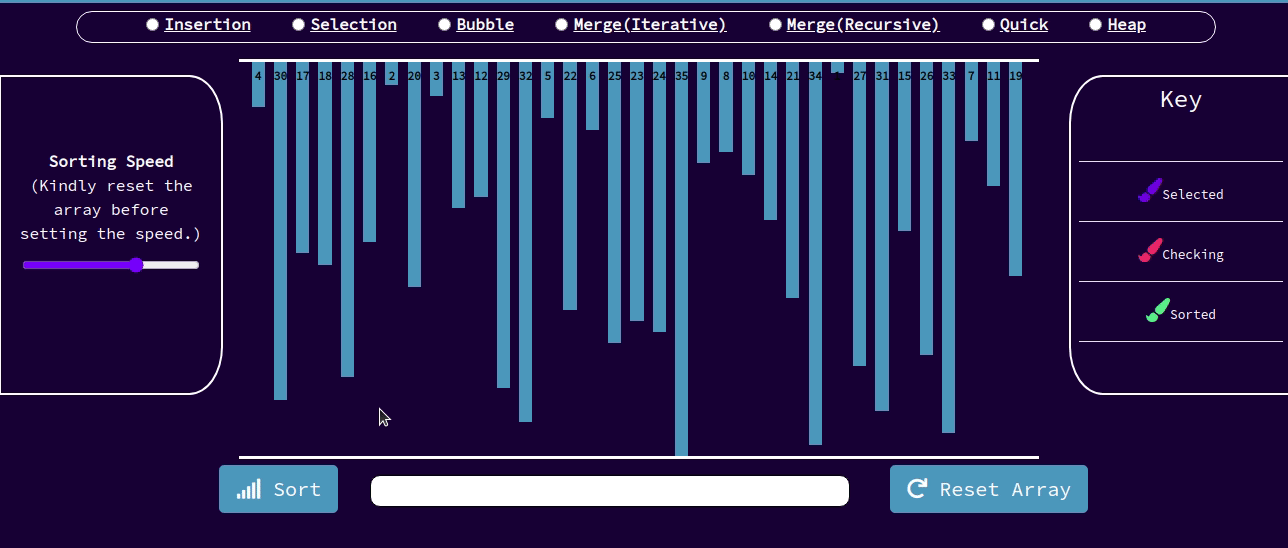 Insertion Selection Bubble Merge(Iterative) Merge(Recursive) Quick Heap
4 30 17 18 28 16 2 20 3 13 12 29 32 5 22 6 25 23 24 35 9 8 10 14 21 34 27 31 15 26 33 7 11 19
Sorting Speed
(Kindly reset the
array before
setting the speed.)
Key
Selected
Checking
Sorted
Sort
Reset Array